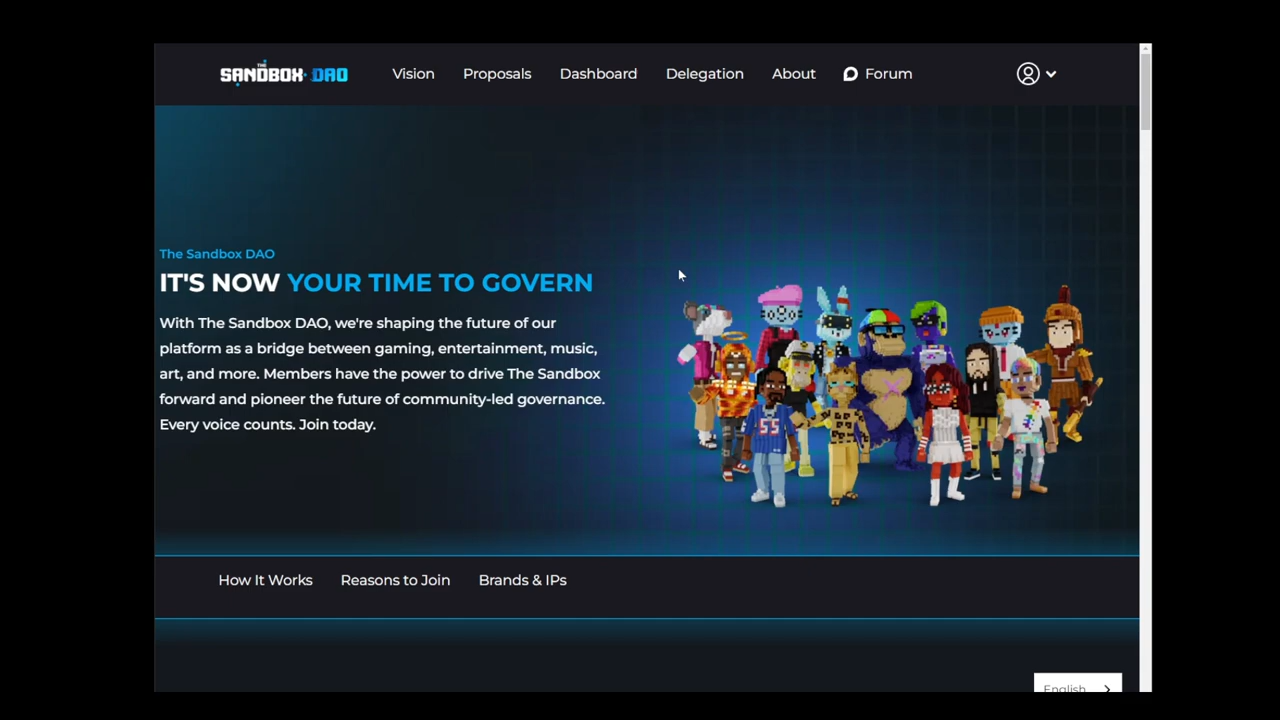 THE
SANDBOX DAO
Vision
Proposals
Dashboard
Delegation
About
Forum
The Sandbox DAO
IT'S NOW YOUR TIME TO GOVERN
With The Sandbox DAO, we're shaping the future of our
platform as a bridge between gaming, entertainment, music,
art, and more. Members have the power to drive The Sandbox
forward and pioneer the future of community-led governance.
Every voice counts. Join today.
55
How It Works
Reasons to Join
Brands & IPs
English